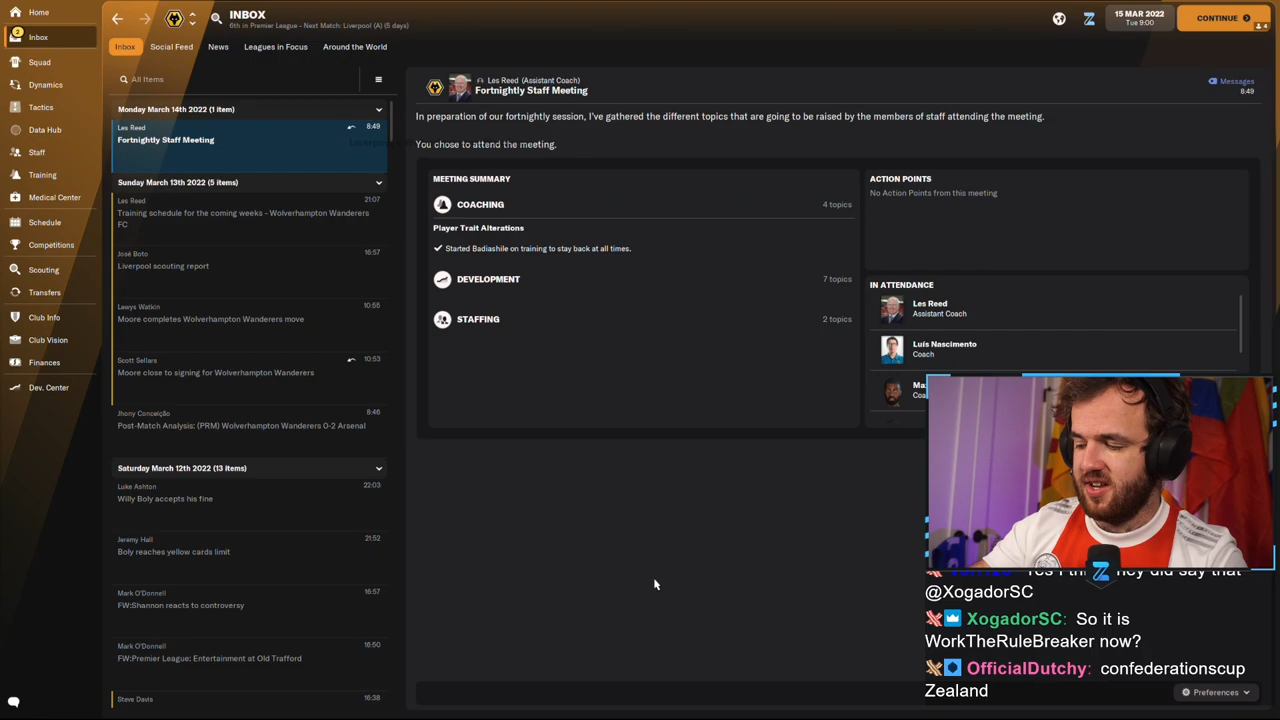 Home
2
Inbox
Squad
Dynamics
Tactics
Data Hub
Staff
Training
Medical Center
Schedule
Competitions
Scouting
Transfers
Club Info
Club Vision
Finances
Dev. Center
INBOX
6th in Premier League - Next Match: Liverpool (A) (5 days)
15 MAR 2022
Tue 9:00
CONTINUE
4
Inbox
Social Feed
News
Leagues in Focus
Around the World
All Items
Monday March 14th 2022 (1 item)
Les Reed
8:49
Fortnightly Staff Meeting
Sunday March 13th 2022 (5 items)
Les Reed
21:07
Training schedule for the coming weeks - Wolverhampton Wanderers
FC
José Boto
16:57
Liverpool scouting report
Lewys Watkin
10:55
Moore completes Wolverhampton Wanderers move
Scott Sellars
10:53
Moore close to signing for Wolverhampton Wanderers
Jhony Conceição
8:46
Post-Match Analysis: (PRM) Wolverhampton Wanderers 0-2 Arsenal
Saturday March 12th 2022 (13 items)
Luke Ashton
22:03
Willy Boly accepts his fine
Jeremy Hall
21:52
Boly reaches yellow cards limit
Mark O'Donnell
16:57
FW:Shannon reacts to controversy
Mark O'Donnell
16:50
FW:Premier League: Entertainment at Old Trafford
Steve Davis
16:38
Les Reed (Assistant Coach)
Fortnightly Staff Meeting
Messages
8:49
In preparation of our fortnightly session, I've gathered the different topics that are going to be raised by the members of staff attending the meeting.
You chose to attend the meeting.
MEETING SUMMARY
COACHING
4 topics
Player Trait Alterations
Started Badiashile on training to stay back at all times.
DEVELOPMENT
7 topics
STAFFING
2 topics
ACTION POINTS
No Action Points from this meeting
IN ATTENDANCE
Les Reed
Assistant Coach
Luís Nascimento
Coach
Yes I th
hey did say that
@XogadorSC
XogadorSC: So it is
WorkTheRuleBreaker now?
OfficialDutchy: confederationscup
Zealand
Preferences